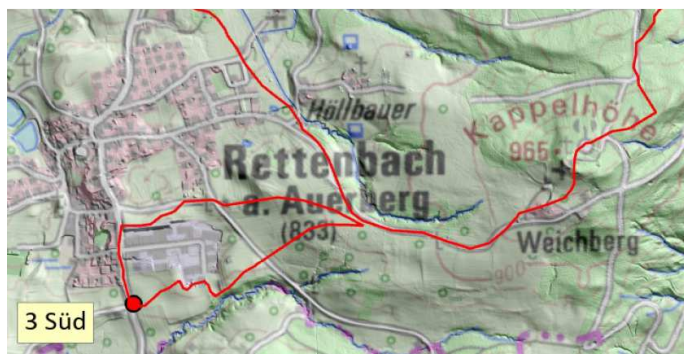 Höllbauer
Kappelhöhe
965
Rettenbach
a. Auerberg
(833)
Weichberg
900
3 Süd